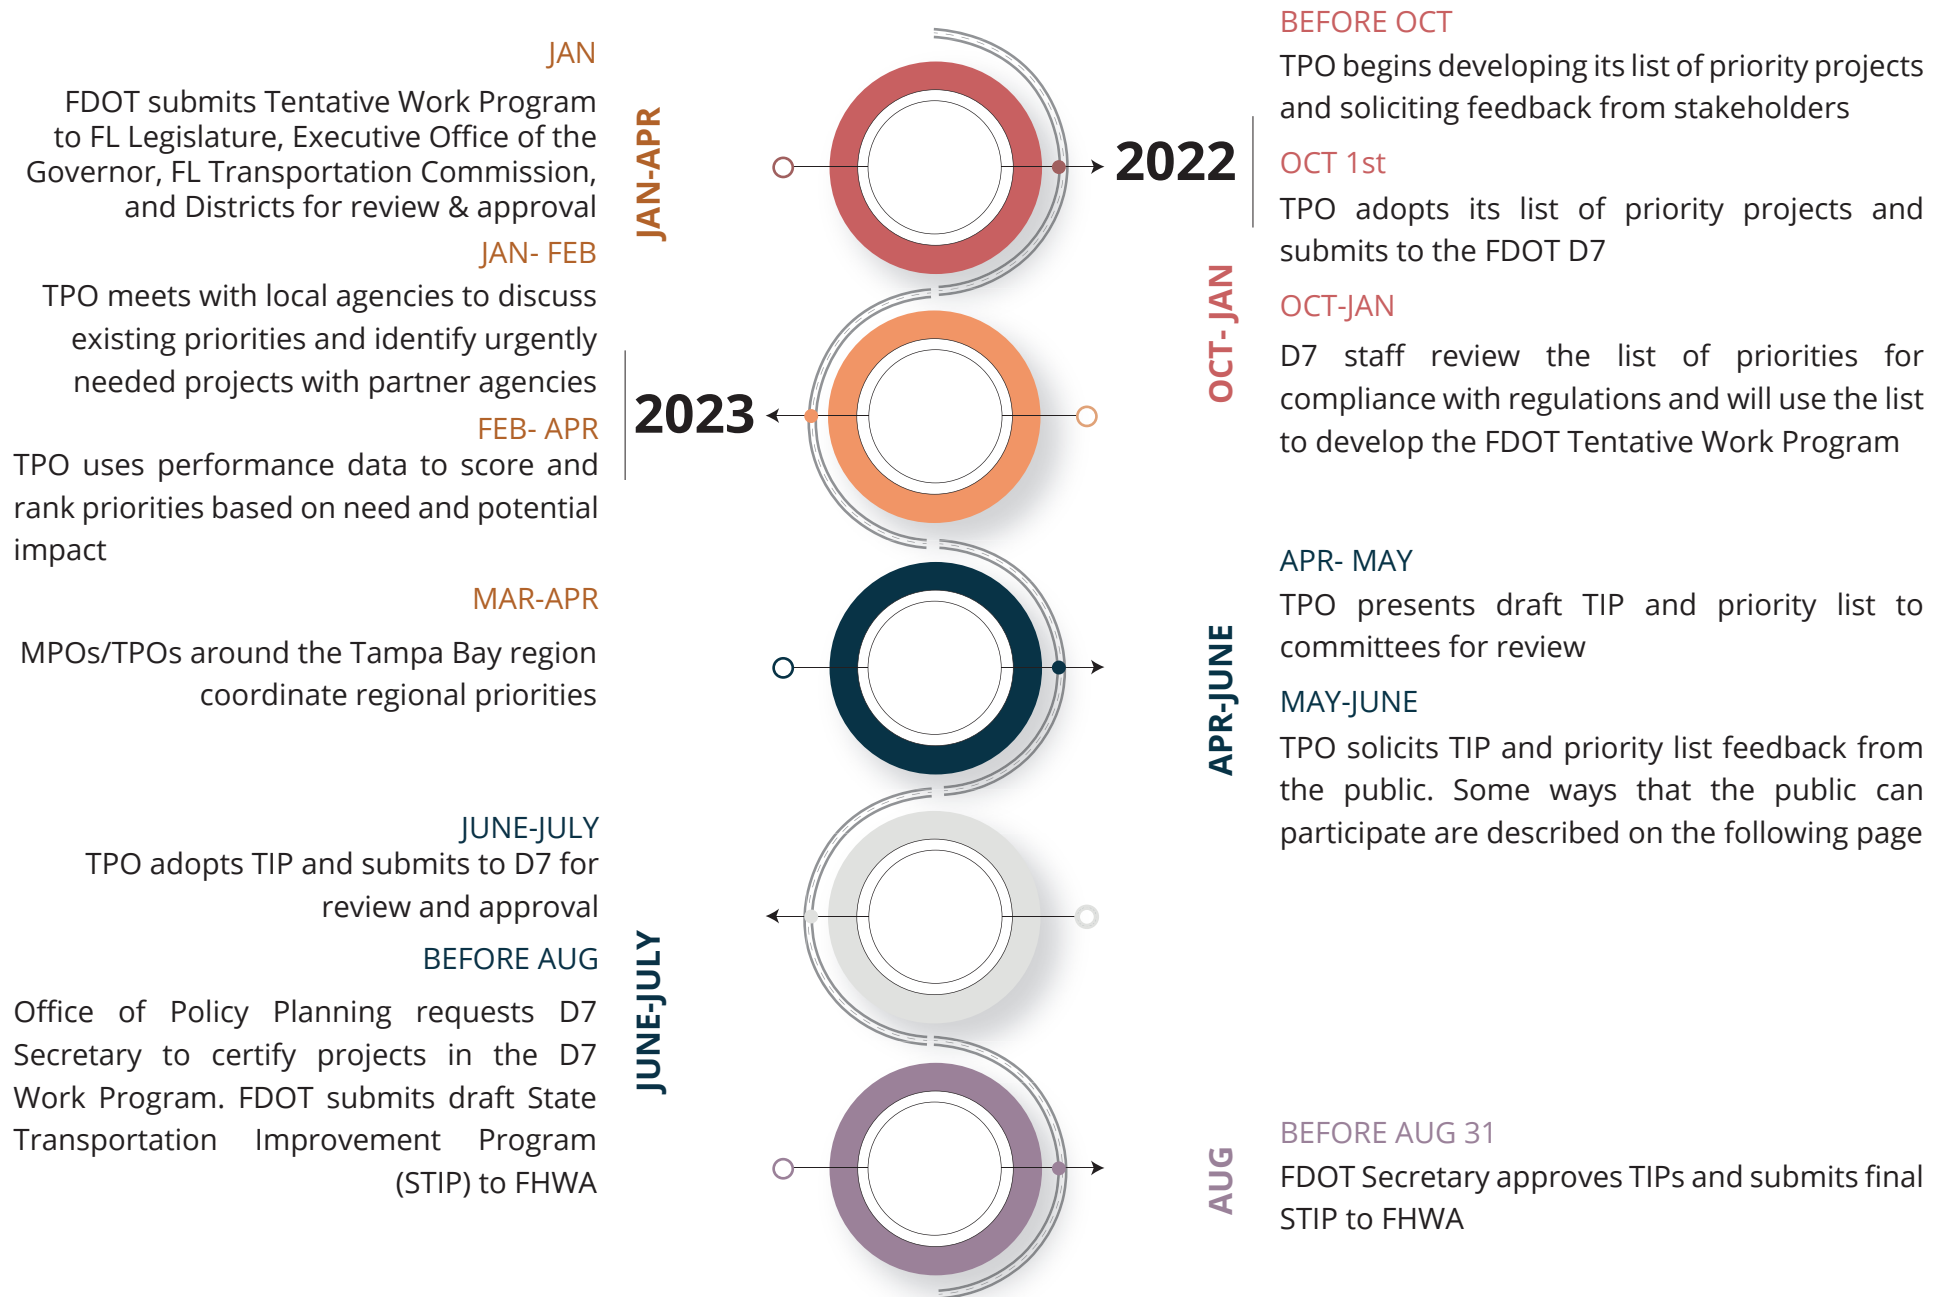 BEFORE OCT
TPO begins developing its list of priority projects
and soliciting feedback from stakeholders
2022
OCT 1st
TPO adopts its list of priority projects and
submits to the FDOT D7
OCT- JAN
OCT-JAN
D7 staff review the list of priorities for
compliance with regulations and will use the list
to develop the FDOT Tentative Work Program
JAN
FDOT submits Tentative Work Program
to FL Legislature, Executive Office of the
Governor, FL Transportation Commission,
and Districts for review & approval
JAN-APR
JAN- FEB
TPO meets with local agencies to discuss
existing priorities and identify urgently
needed projects with partner agencies
2023
FEB- APR
TPO uses performance data to score and
rank priorities based on need and potential
impact
MAR-APR
MPOs/TPOs around the Tampa Bay region
coordinate regional priorities
APR- MAY
TPO presents draft TIP and priority list to
committees for review
APR-JUNE
MAY-JUNE
TPO solicits TIP and priority list feedback from
the public. Some ways that the public can
participate are described on the following page
JUNE-JULY
TPO adopts TIP and submits to D7 for
review and approval
JUNE-JULY
BEFORE AUG
Office of Policy Planning requests D7
Secretary to certify projects in the D7
Work Program. FDOT submits draft State
Transportation Improvement Program
(STIP) to FHWA
AUG
BEFORE AUG 31
FDOT Secretary approves TIPs and submits final
STIP to FHWA